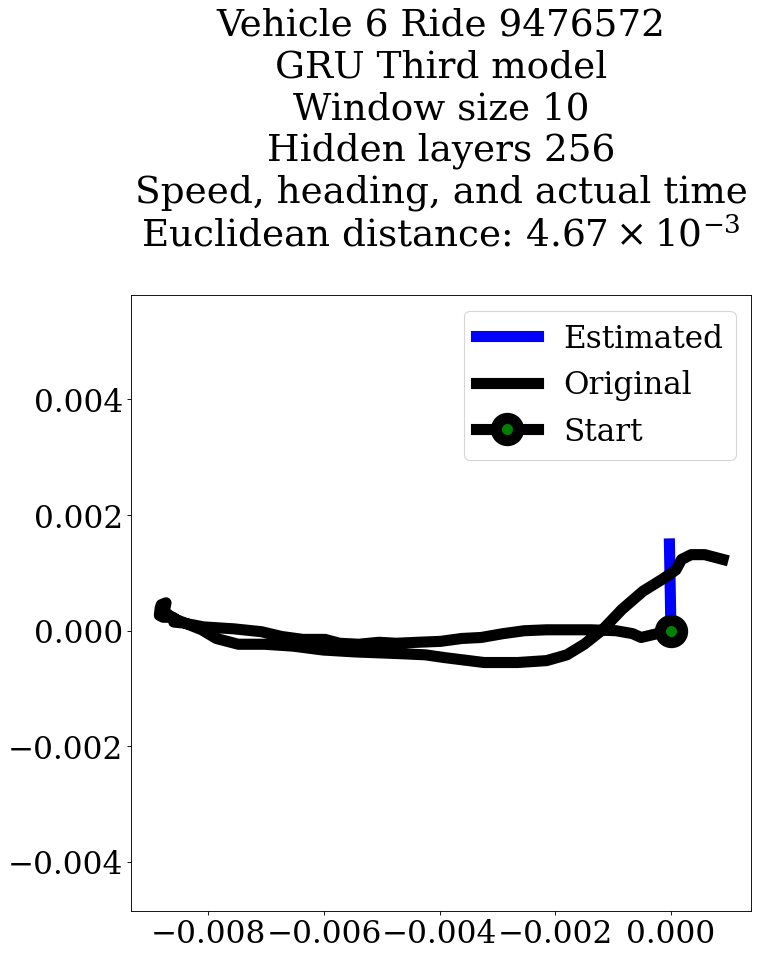 Vehicle 6 Ride 9476572
GRU Third model
Window size 10
Hidden layers 256
Speed, heading, and actual time
Euclidean distance: 4.67 × 10⁻³
Estimated
Original
Start
0.004
0.002
0.000
−0.002
−0.004
−0.008 −0.006 −0.004 −0.002 0.000